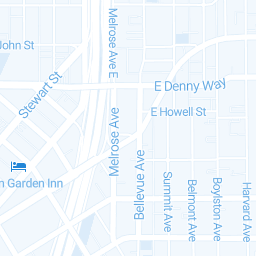 John St
Melrose Ave E
Stewart St
E Denny Way
E Howell St
Melrose Ave
Bellevue Ave
n Garden Inn
Summit Ave
Belmont Ave
Boylston Ave
Harvard Ave